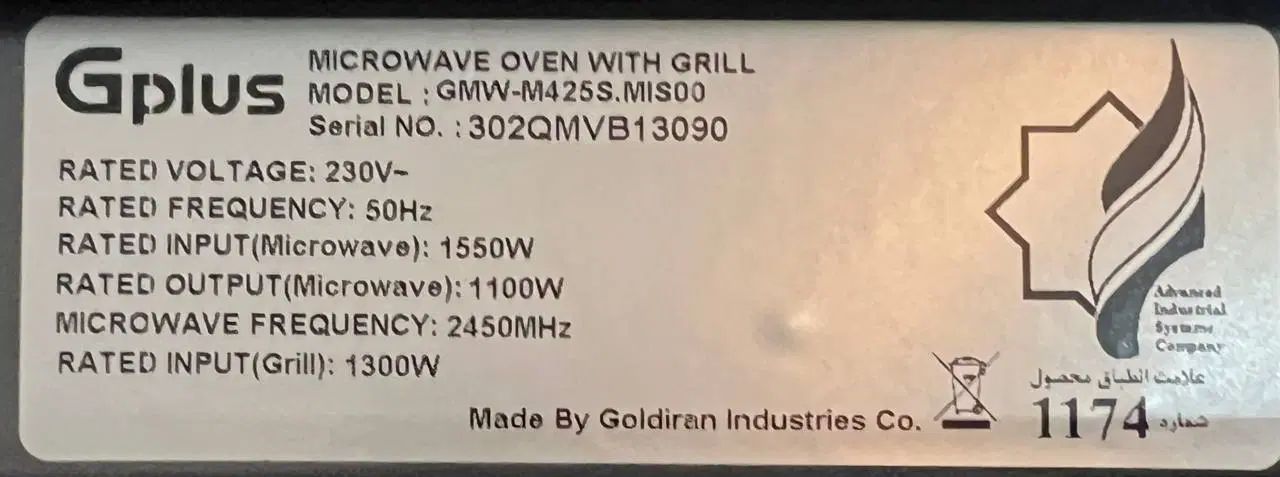 Gplus
MICROWAVE OVEN WITH GRILL
MODEL : GMW-M425S.MIS00
Serial NO. : 302QMVB13090
RATED VOLTAGE: 230V~
RATED FREQUENCY: 50Hz
RATED INPUT(Microwave): 1550W
RATED OUTPUT(Microwave): 1100W
MICROWAVE FREQUENCY: 2450MHz
RATED INPUT(Grill): 1300W
Made By Goldiran Industries Co.
Advanced
Industrial
Systems
Company
علامت انطباق محصول
شماره 1174